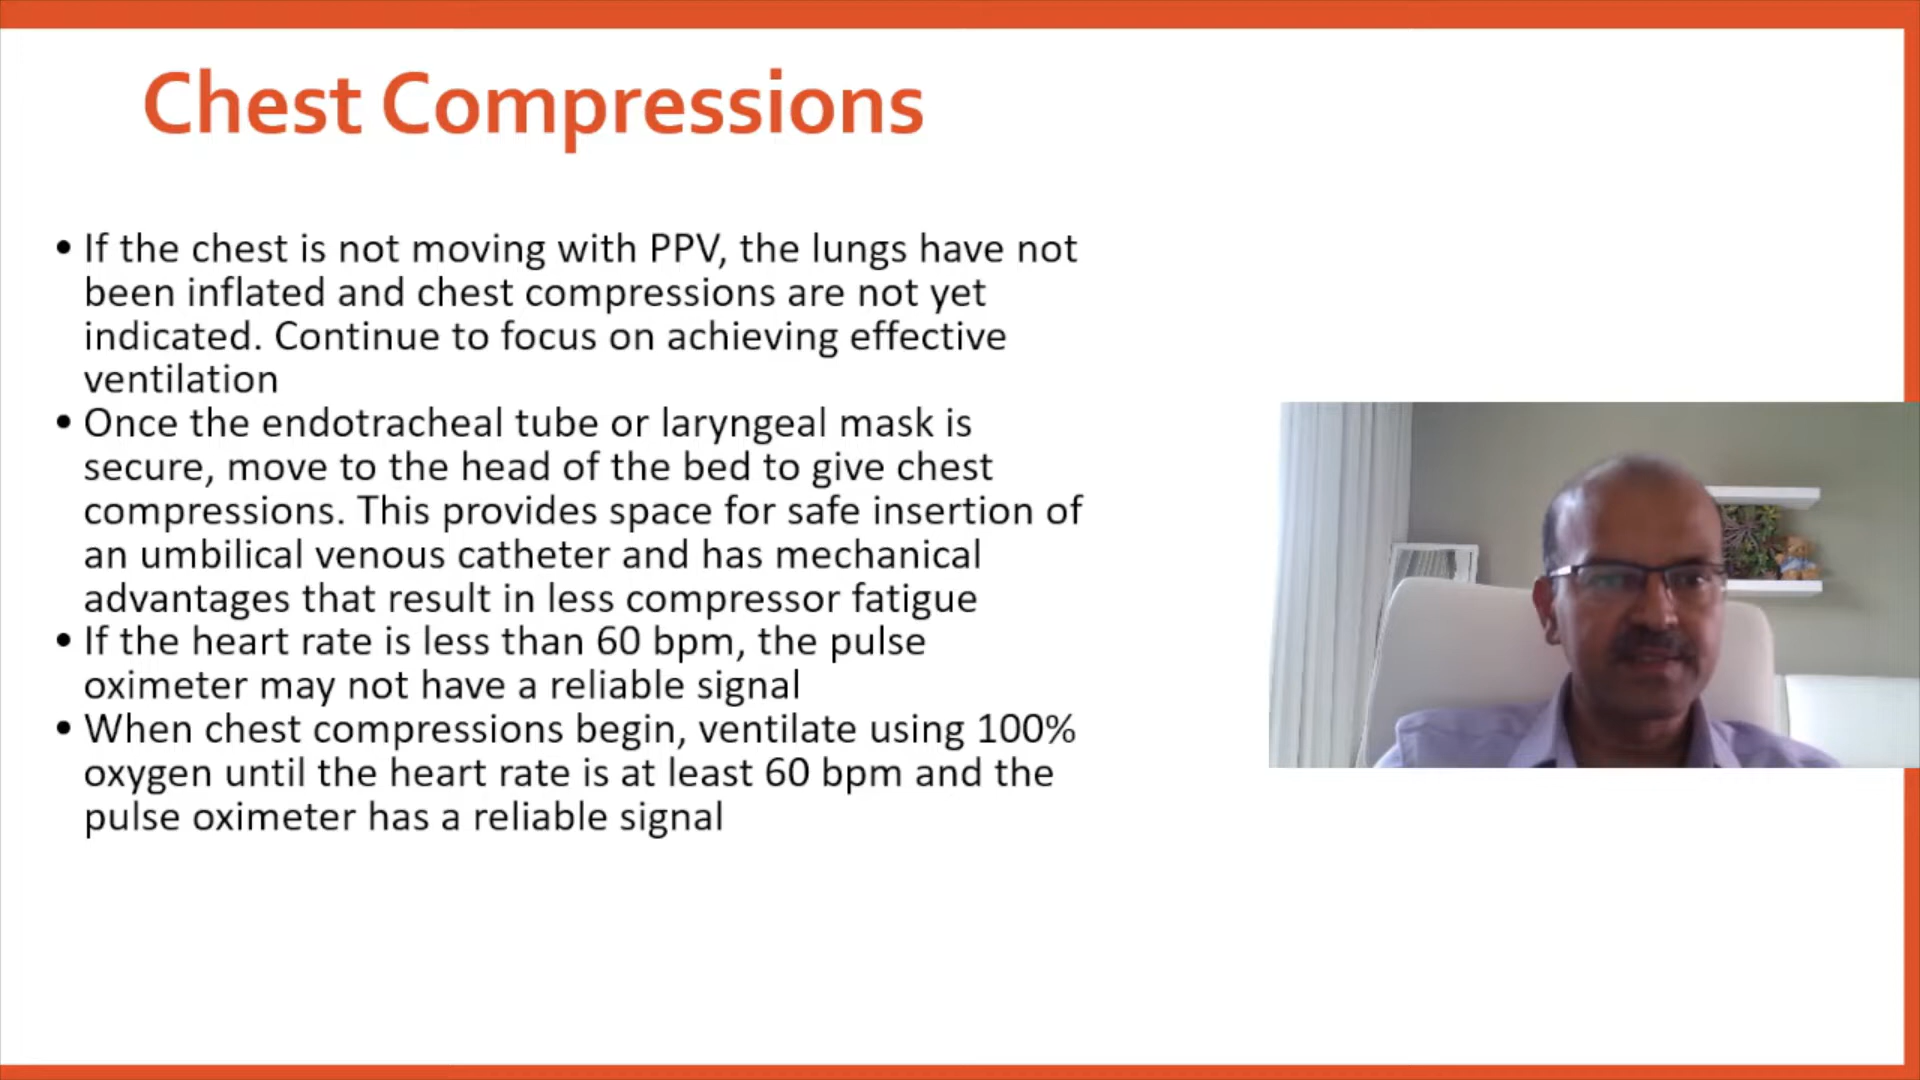 Chest Compressions
• If the chest is not moving with PPV, the lungs have not
been inflated and chest compressions are not yet
indicated. Continue to focus on achieving effective
ventilation
• Once the endotracheal tube or laryngeal mask is
secure, move to the head of the bed to give chest
compressions. This provides space for safe insertion of
an umbilical venous catheter and has mechanical
advantages that result in less compressor fatigue
• If the heart rate is less than 60 bpm, the pulse
oximeter may not have a reliable signal
• When chest compressions begin, ventilate using 100%
oxygen until the heart rate is at least 60 bpm and the
pulse oximeter has a reliable signal